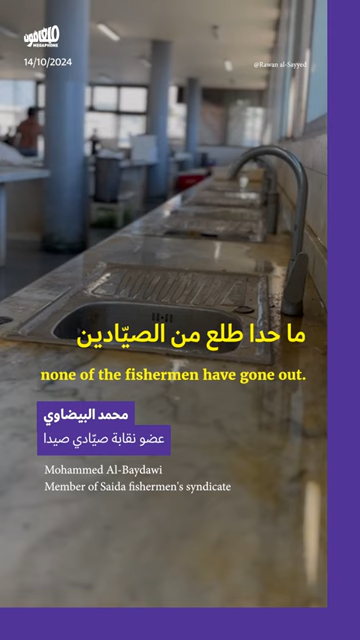 ميغافون
MEGAPHONE
14/10/2024
@Rawan al-Sayyed
ما حدا طلع من الصيّادين
none of the fishermen have gone out.
محمد البيضاوي
عضو نقابة صيّادي صيدا
Mohammed Al-Baydawi
Member of Saida fishermen's syndicate